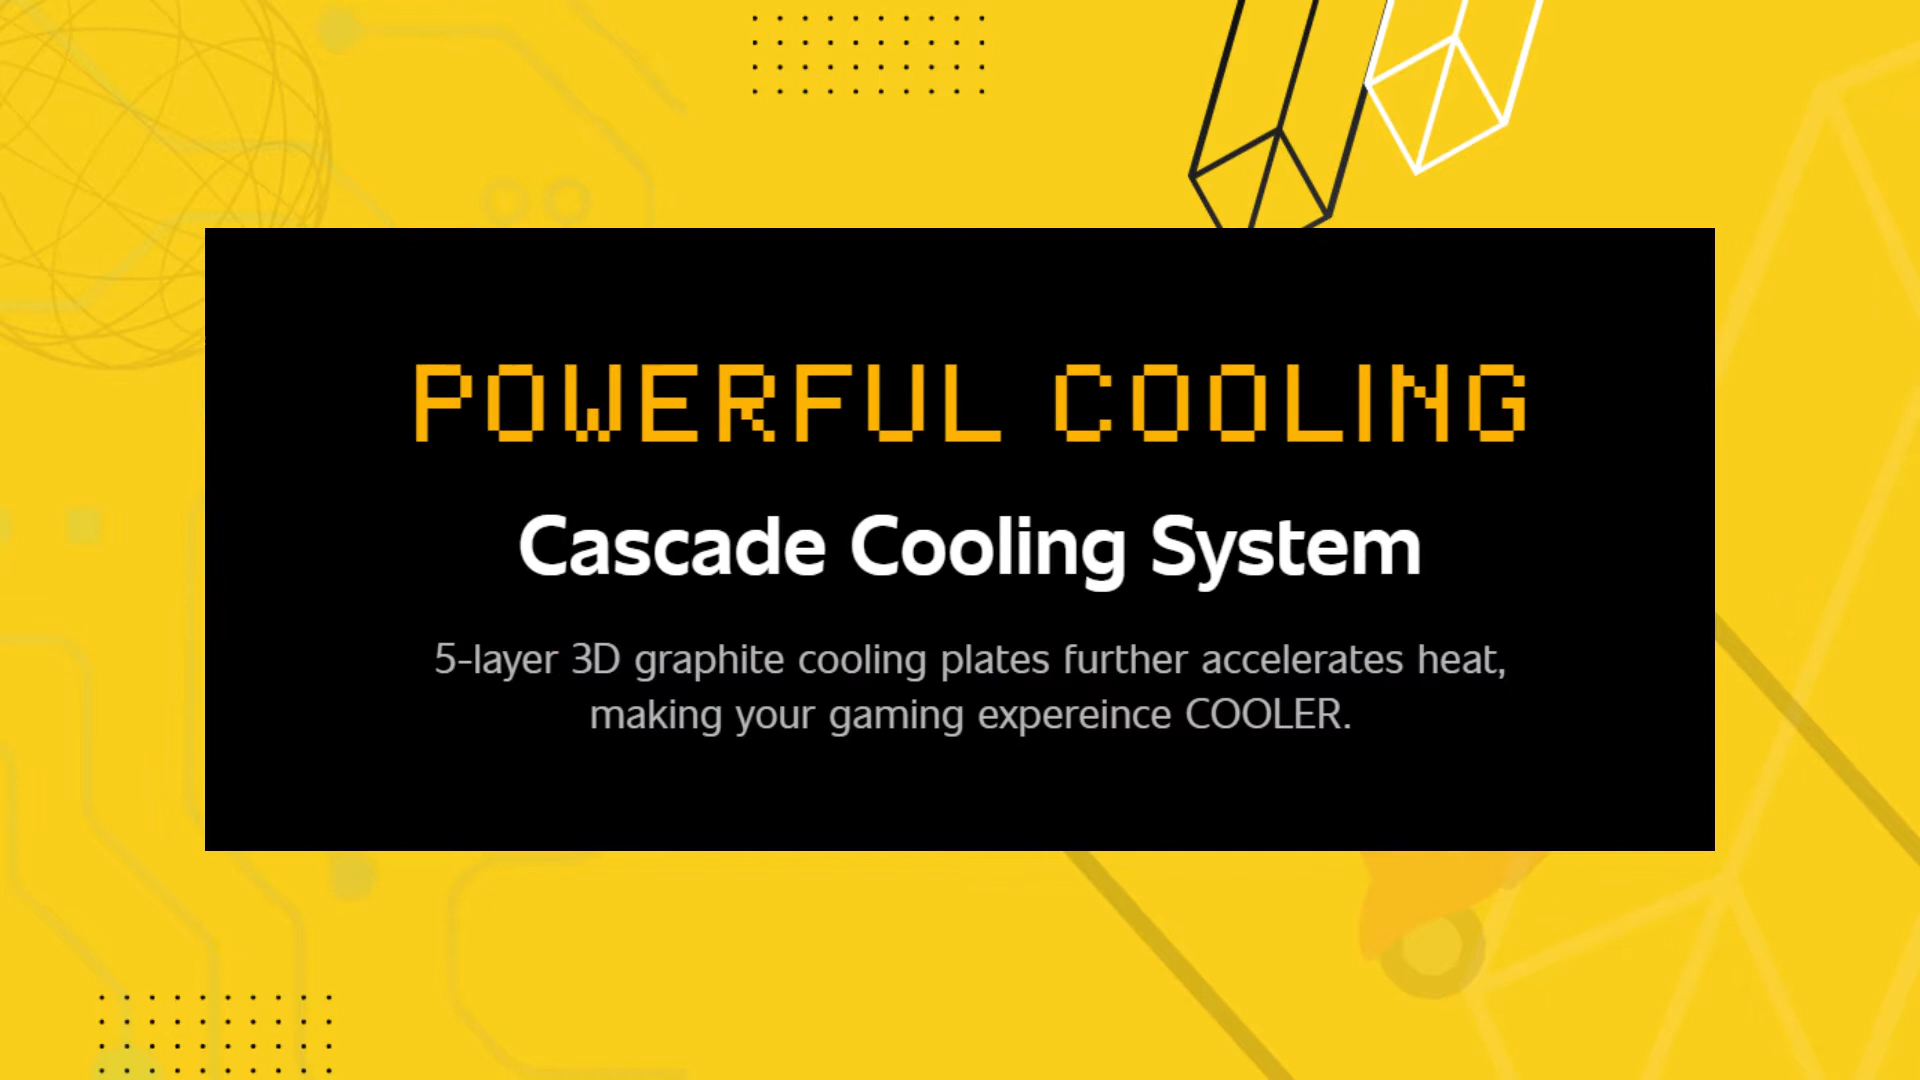 POWERFUL COOLING
Cascade Cooling System
5-layer 3D graphite cooling plates further accelerates heat,
making your gaming expereince COOLER.